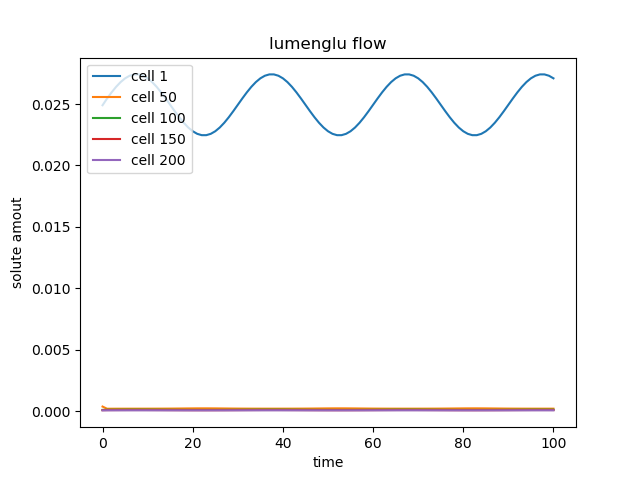 lumenglu flow
cell 1
cell 50
cell 100
cell 150
cell 200
0.025
0.020
0.015
0.010
0.005
0.000
solute amout
0 20 40 60 80 100
time